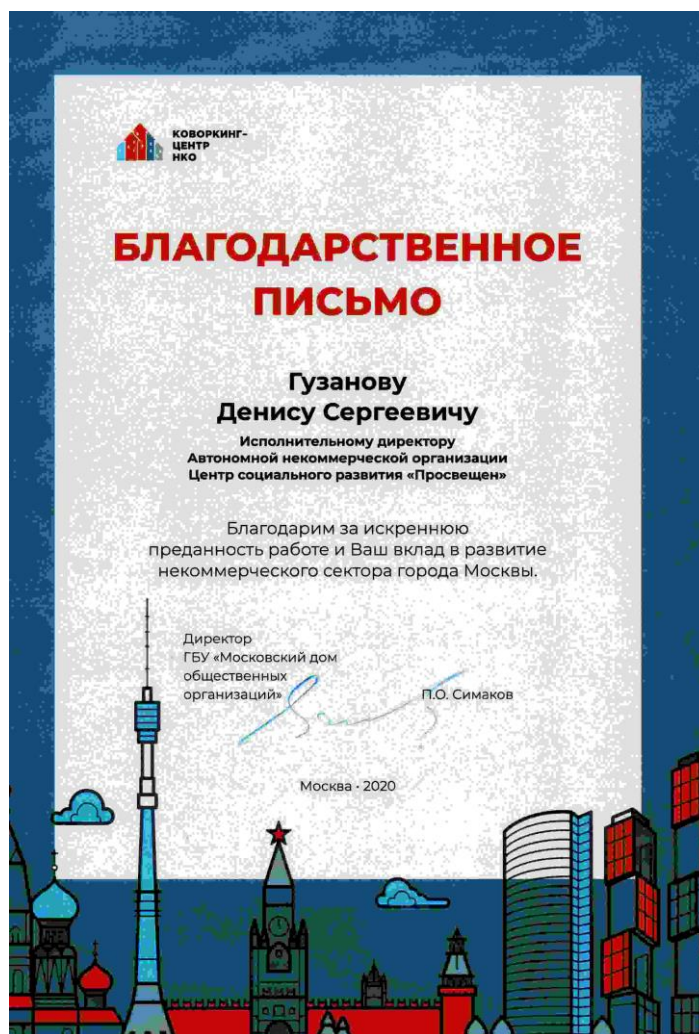 КОВОРКИНГ-
ЦЕНТР
НКО
БЛАГОДАРСТВЕННОЕ
ПИСЬМО
Гузанову
Денису Сергеевичу
Исполнительному директору
Автономной некоммерческой организации
Центр социального развития «Просвещен»
Благодарим за искреннюю
преданность работе и Ваш вклад в развитие
некоммерческого сектора города Москвы.
Директор
ГБУ «Московский дом
общественных
организаций»
П.О. Симаков
Москва · 2020